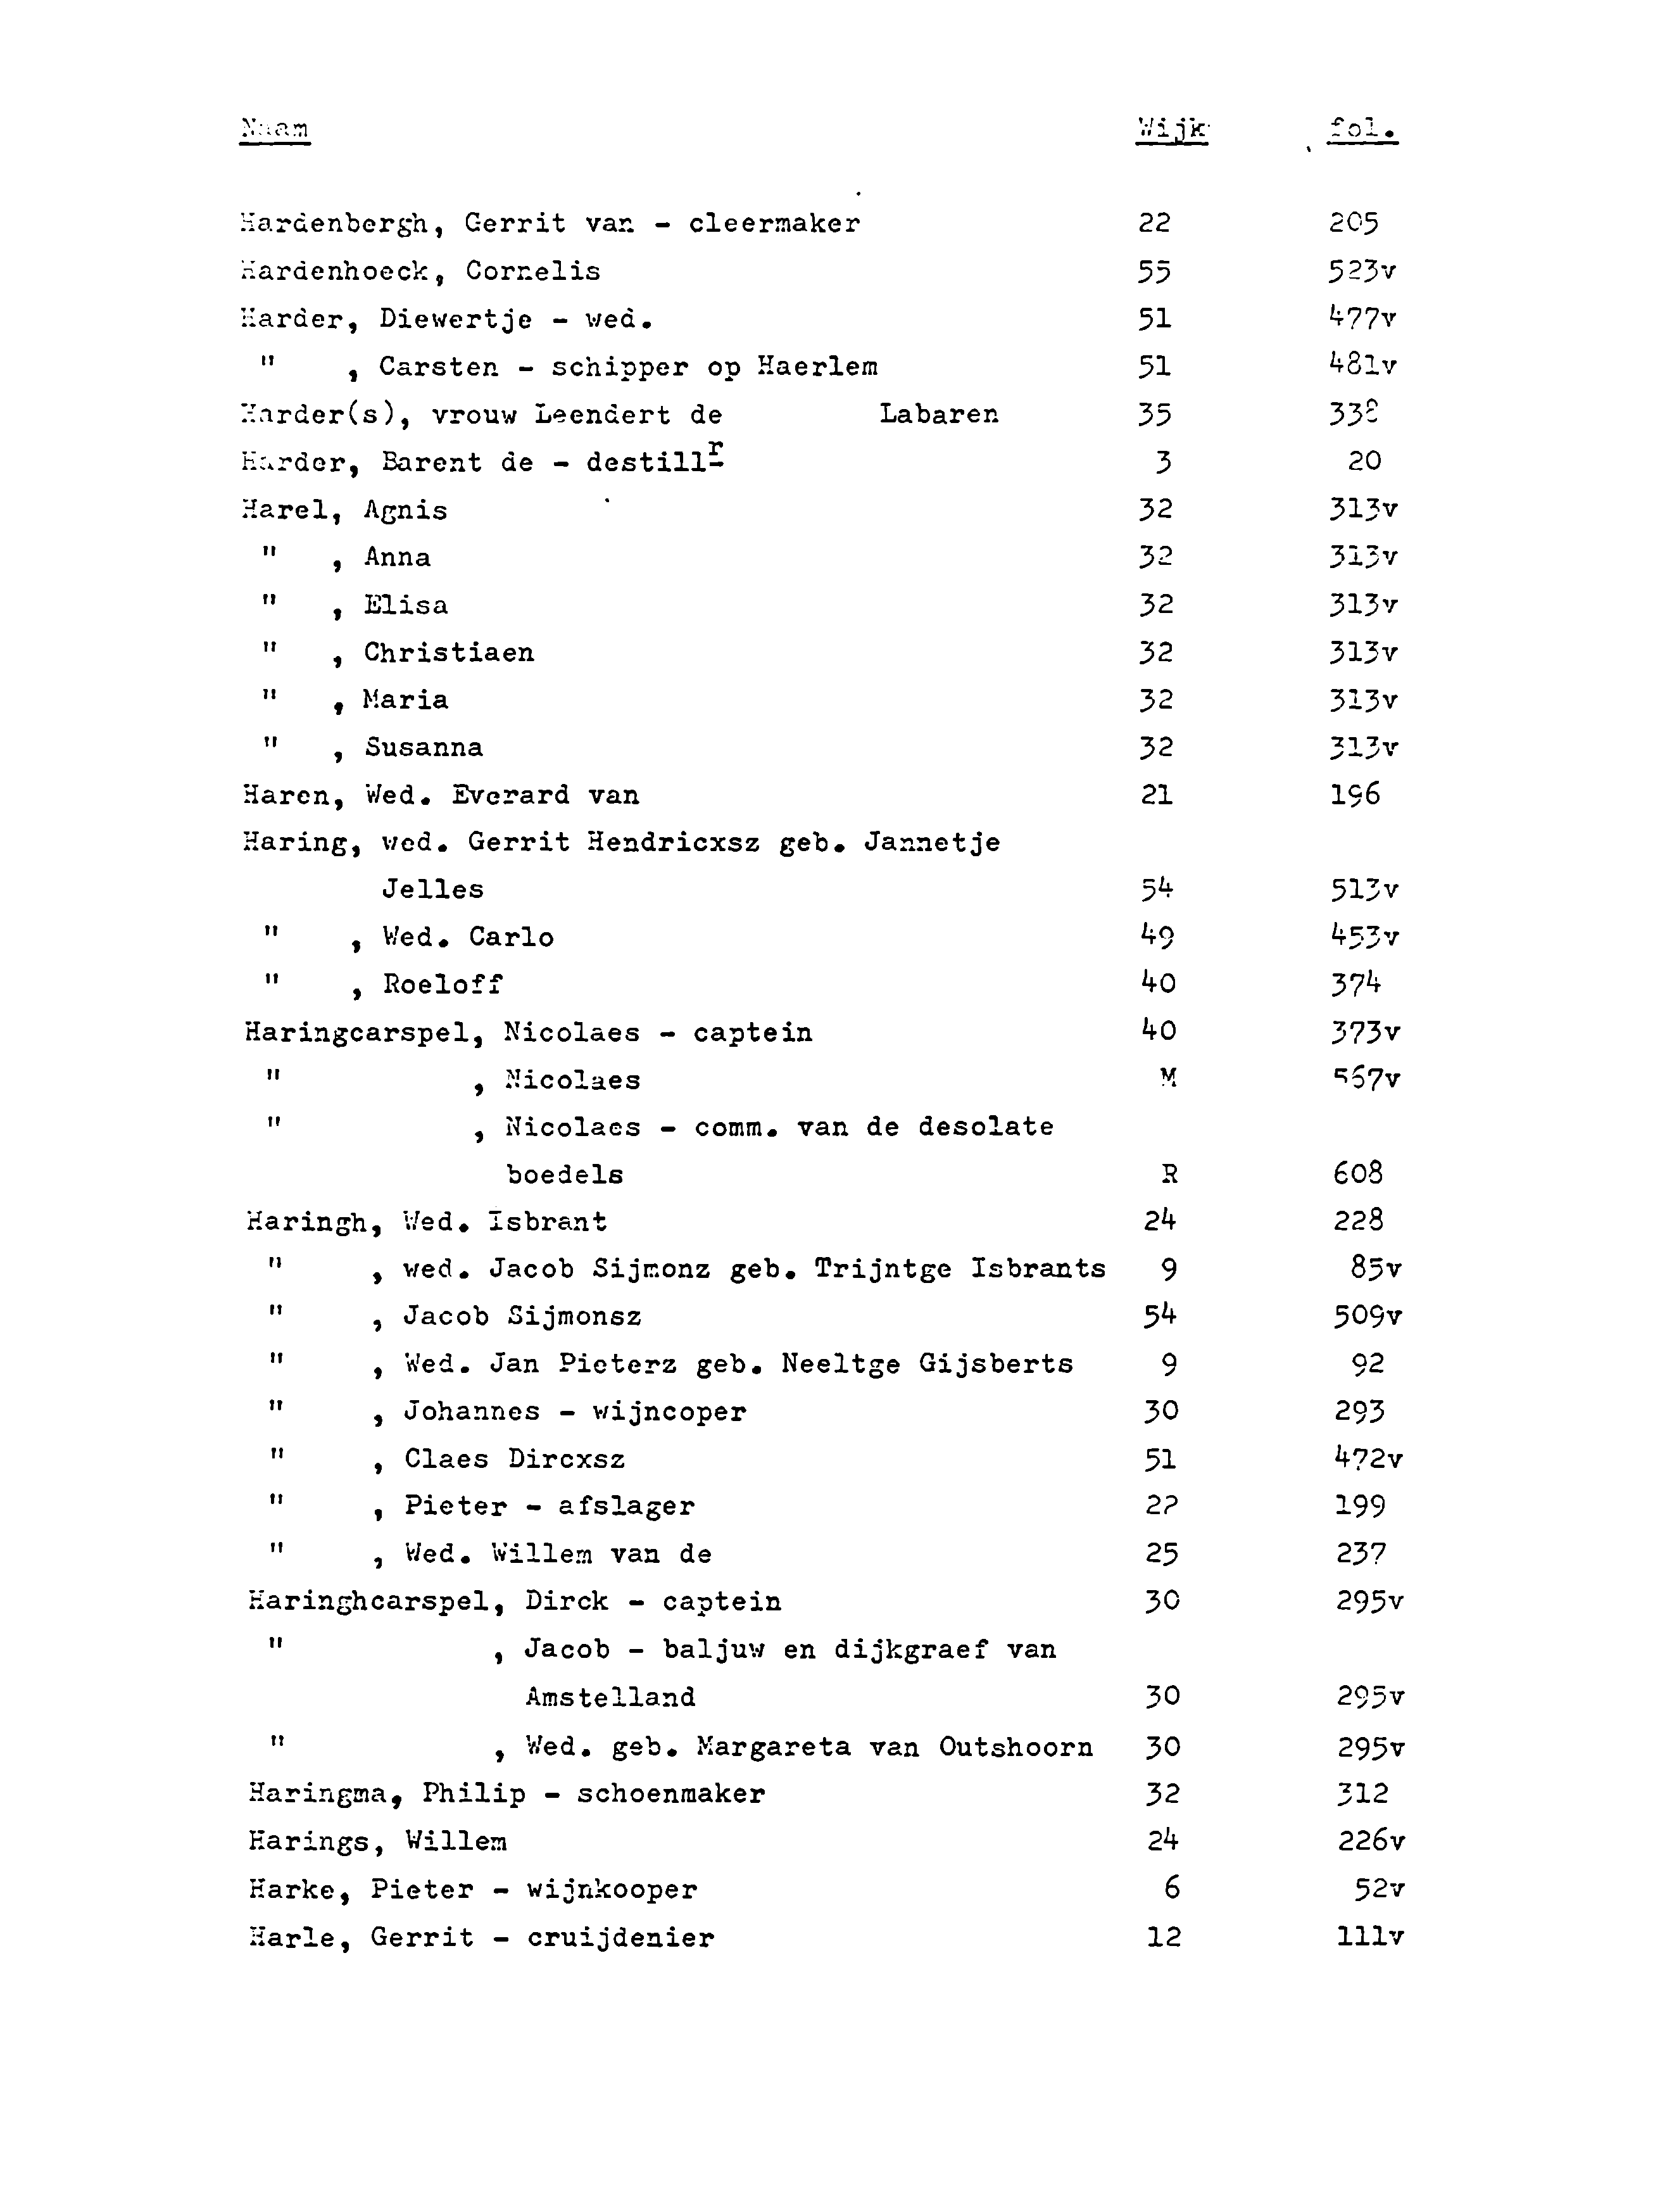 Naam Wijk fol.
Hardenbergh, Gerrit van - cleermaker 22 205
Hardenhoeck, Cornelis 55 523v
Harder, Diewertje - wed. 51 477v
" , Carsten - schipper op Haerlem 51 481v
Harder(s), vrouw Leendert de Labaren 35 338
Harder, Barent de - destillr 3 20
Harel, Agnis 32 313v
" , Anna 32 313v
" , Elisa 32 313v
" , Christiaen 32 313v
" , Maria 32 313v
" , Susanna 32 313v
Haren, Wed. Everard van 21 196
Haring, wed. Gerrit Hendricxsz geb. Jannetje
Jelles 54 513v
" , Wed. Carlo 49 453v
" , Roeloff 40 374
Haringcarspel, Nicolaes - captein 40 373v
" , Nicolaes M 567v
" , Nicolaes - comm. van de desolate
boedels R 608
Haringh, Wed. Isbrant 24 228
" , wed. Jacob Sijmonz geb. Trijntge Isbrants 9 85v
" , Jacob Sijmonsz 54 509v
" , Wed. Jan Pieterz geb. Neeltge Gijsberts 9 92
" , Johannes - wijncoper 30 293
" , Claes Dircxsz 51 472v
" , Pieter - afslager 22 199
" , Wed. Willem van de 25 237
Haringhcarspel, Dirck - captein 30 295v
" , Jacob - baljuw en dijkgraef van
Amstelland 30 295v
" , Wed. geb. Margareta van Outshoorn 30 295v
Haringma, Philip - schoenmaker 32 312
Harings, Willem 24 226v
Harke, Pieter - wijnkooper 6 52v
Harle, Gerrit - cruijdenier 12 111v